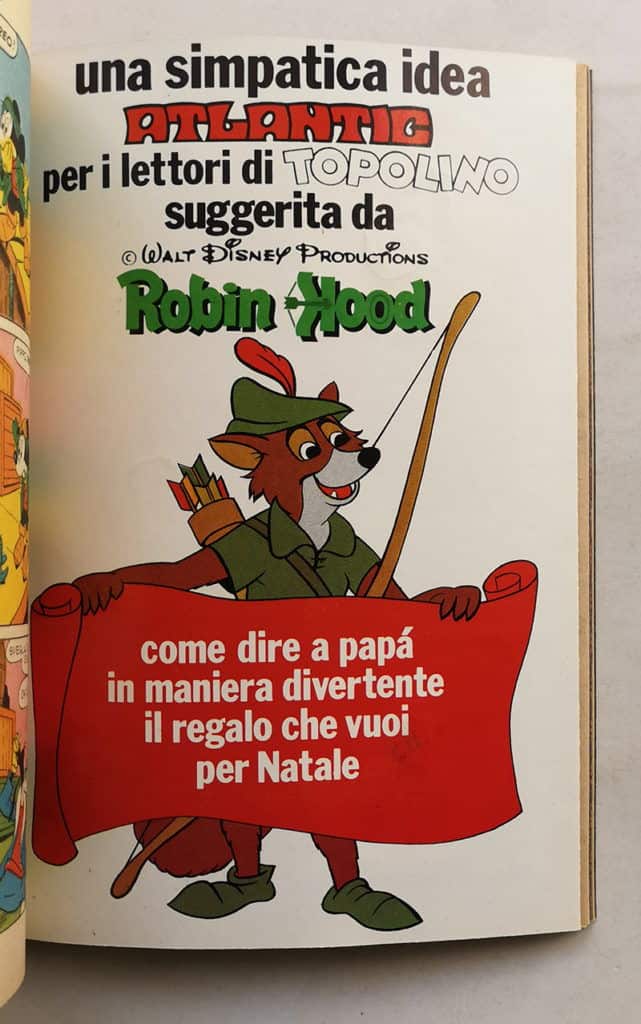 una simpatica idea
ATLANTIC
per i lettori di TOPOLINO
suggerita da
© WALT DISNEY PRODUCTIONS
Robin Hood
come dire a papá
in maniera divertente
il regalo che vuoi
per Natale